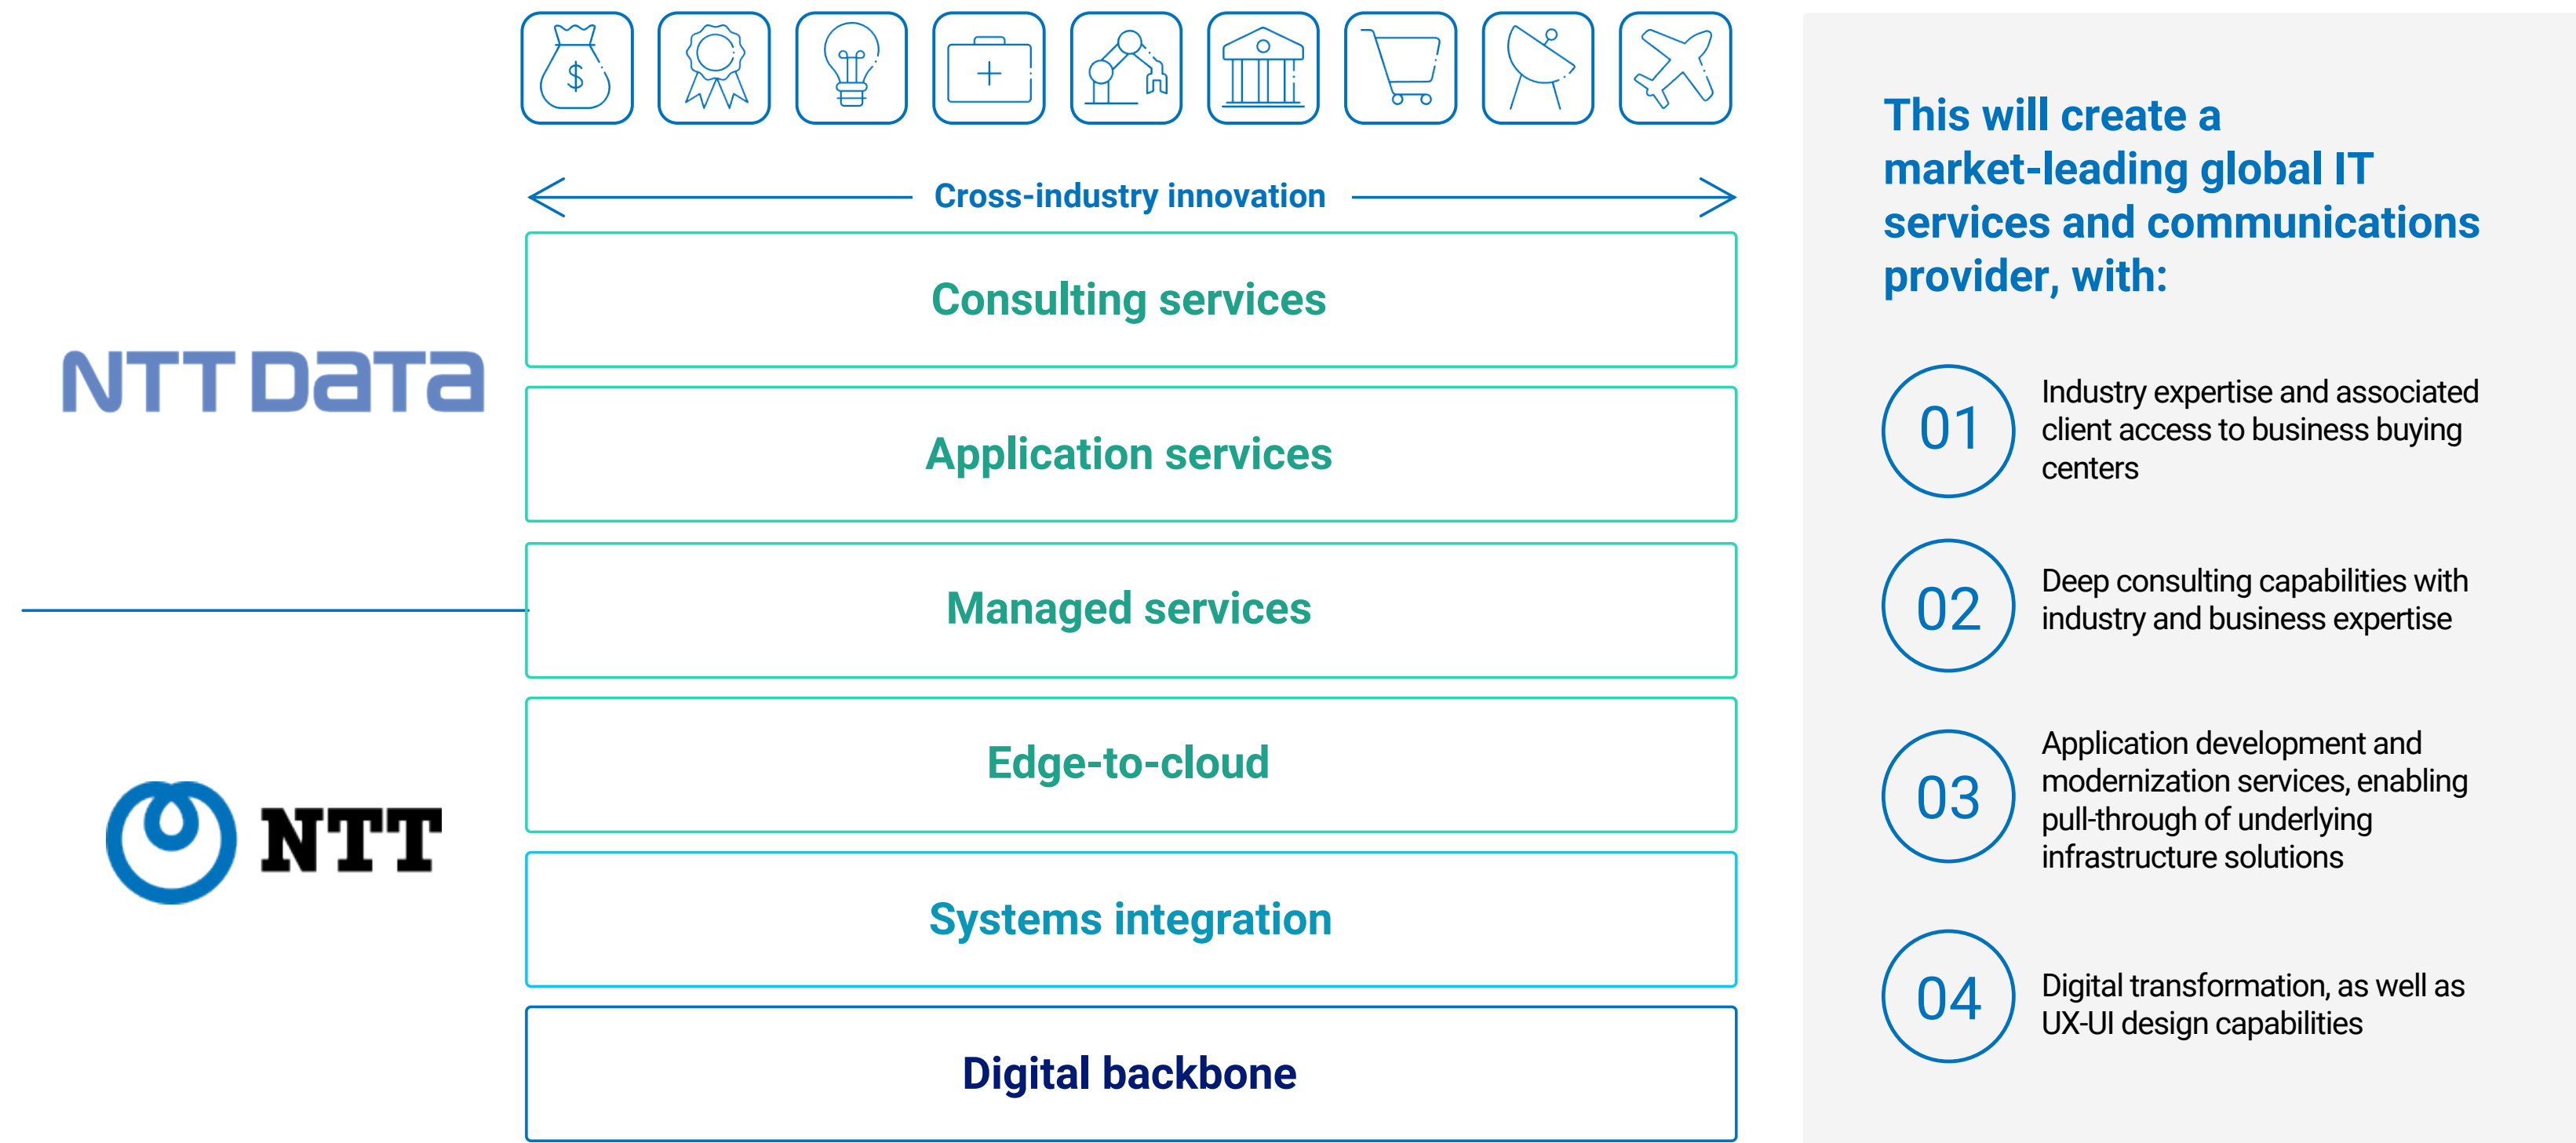 $
Cross-industry innovation
NTT DATA
NTT
Consulting services
Application services
Managed services
Edge-to-cloud
Systems integration
Digital backbone
This will create a
market-leading global IT
services and communications
provider, with:
01
Industry expertise and associated
client access to business buying
centers
02
Deep consulting capabilities with
industry and business expertise
03
Application development and
modernization services, enabling
pull-through of underlying
infrastructure solutions
04
Digital transformation, as well as
UX-UI design capabilities